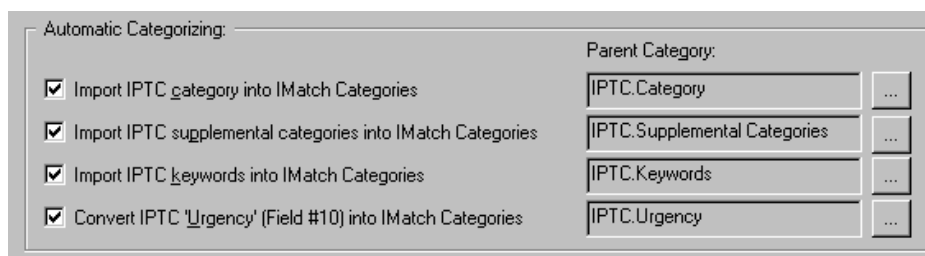 Automatic Categorizing:
Parent Category:
Import IPTC category into IMatch Categories
IPTC.Category
...
Import IPTC supplemental categories into IMatch Categories
IPTC.Supplemental Categories
...
Import IPTC keywords into IMatch Categories
IPTC.Keywords
...
Convert IPTC 'Urgency' (Field #10) into IMatch Categories
IPTC.Urgency
...